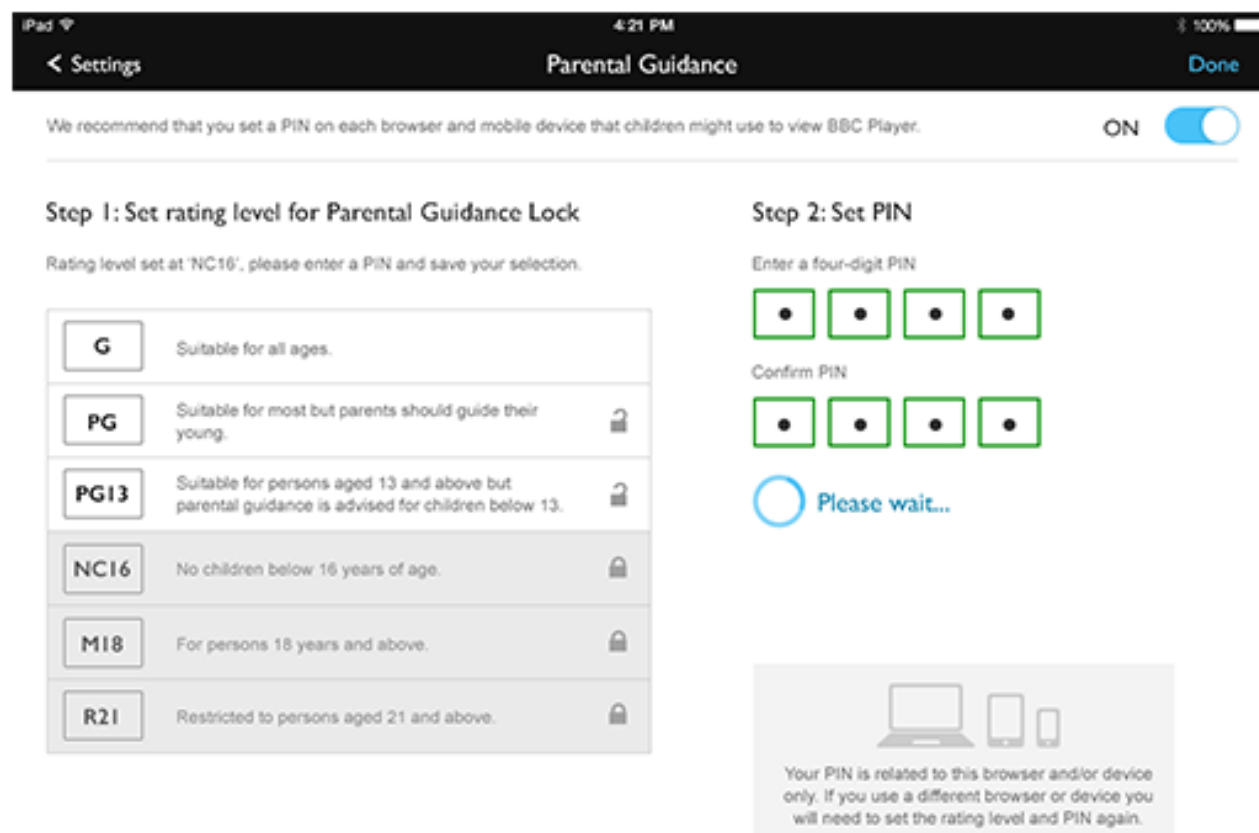 iPad 4:21 PM 100%
< Settings Parental Guidance Done
We recommend that you set a PIN on each browser and mobile device that children might use to view BBC Player. ON
Step 1: Set rating level for Parental Guidance Lock
Rating level set at 'NC16', please enter a PIN and save your selection.
G Suitable for all ages.
PG Suitable for most but parents should guide their
young.
PG13 Suitable for persons aged 13 and above but
parental guidance is advised for children below 13.
NC16 No children below 16 years of age.
M18 For persons 18 years and above.
R21 Restricted to persons aged 21 and above.
Step 2: Set PIN
Enter a four-digit PIN
Confirm PIN
Please wait...
Your PIN is related to this browser and/or device
only. If you use a different browser or device you
will need to set the rating level and PIN again.